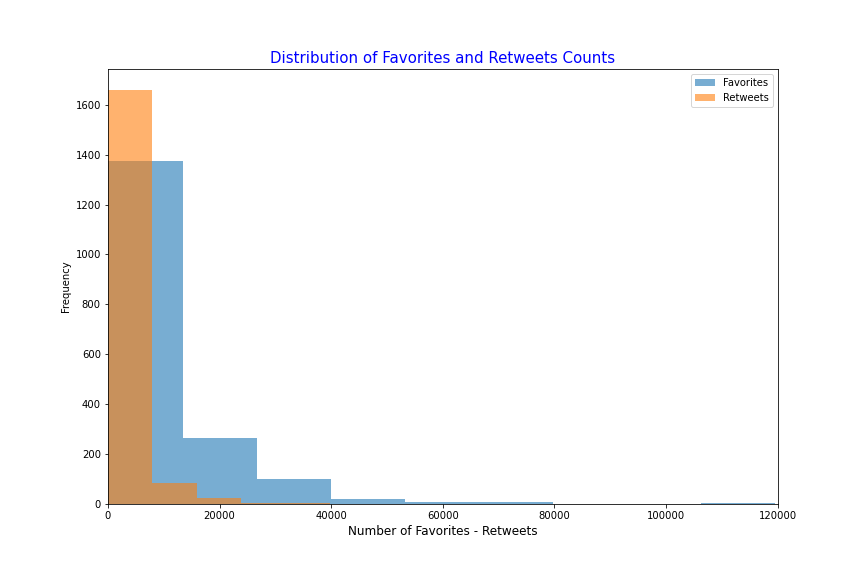 Distribution of Favorites and Retweets Counts
Favorites
Retweets
1600
1400
1200
1000
800
600
400
200
0
Frequency
0 20000 40000 60000 80000 100000 120000
Number of Favorites - Retweets